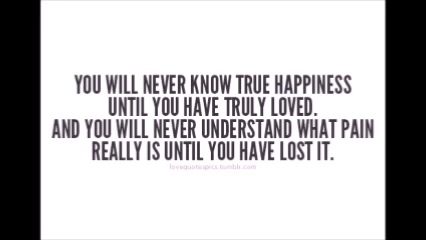 YOU WILL NEVER KNOW TRUE HAPPINESS
UNTIL YOU HAVE TRULY LOVED.
AND YOU WILL NEVER UNDERSTAND WHAT PAIN
REALLY IS UNTIL YOU HAVE LOST IT.
lovequotepics.tumblr.com